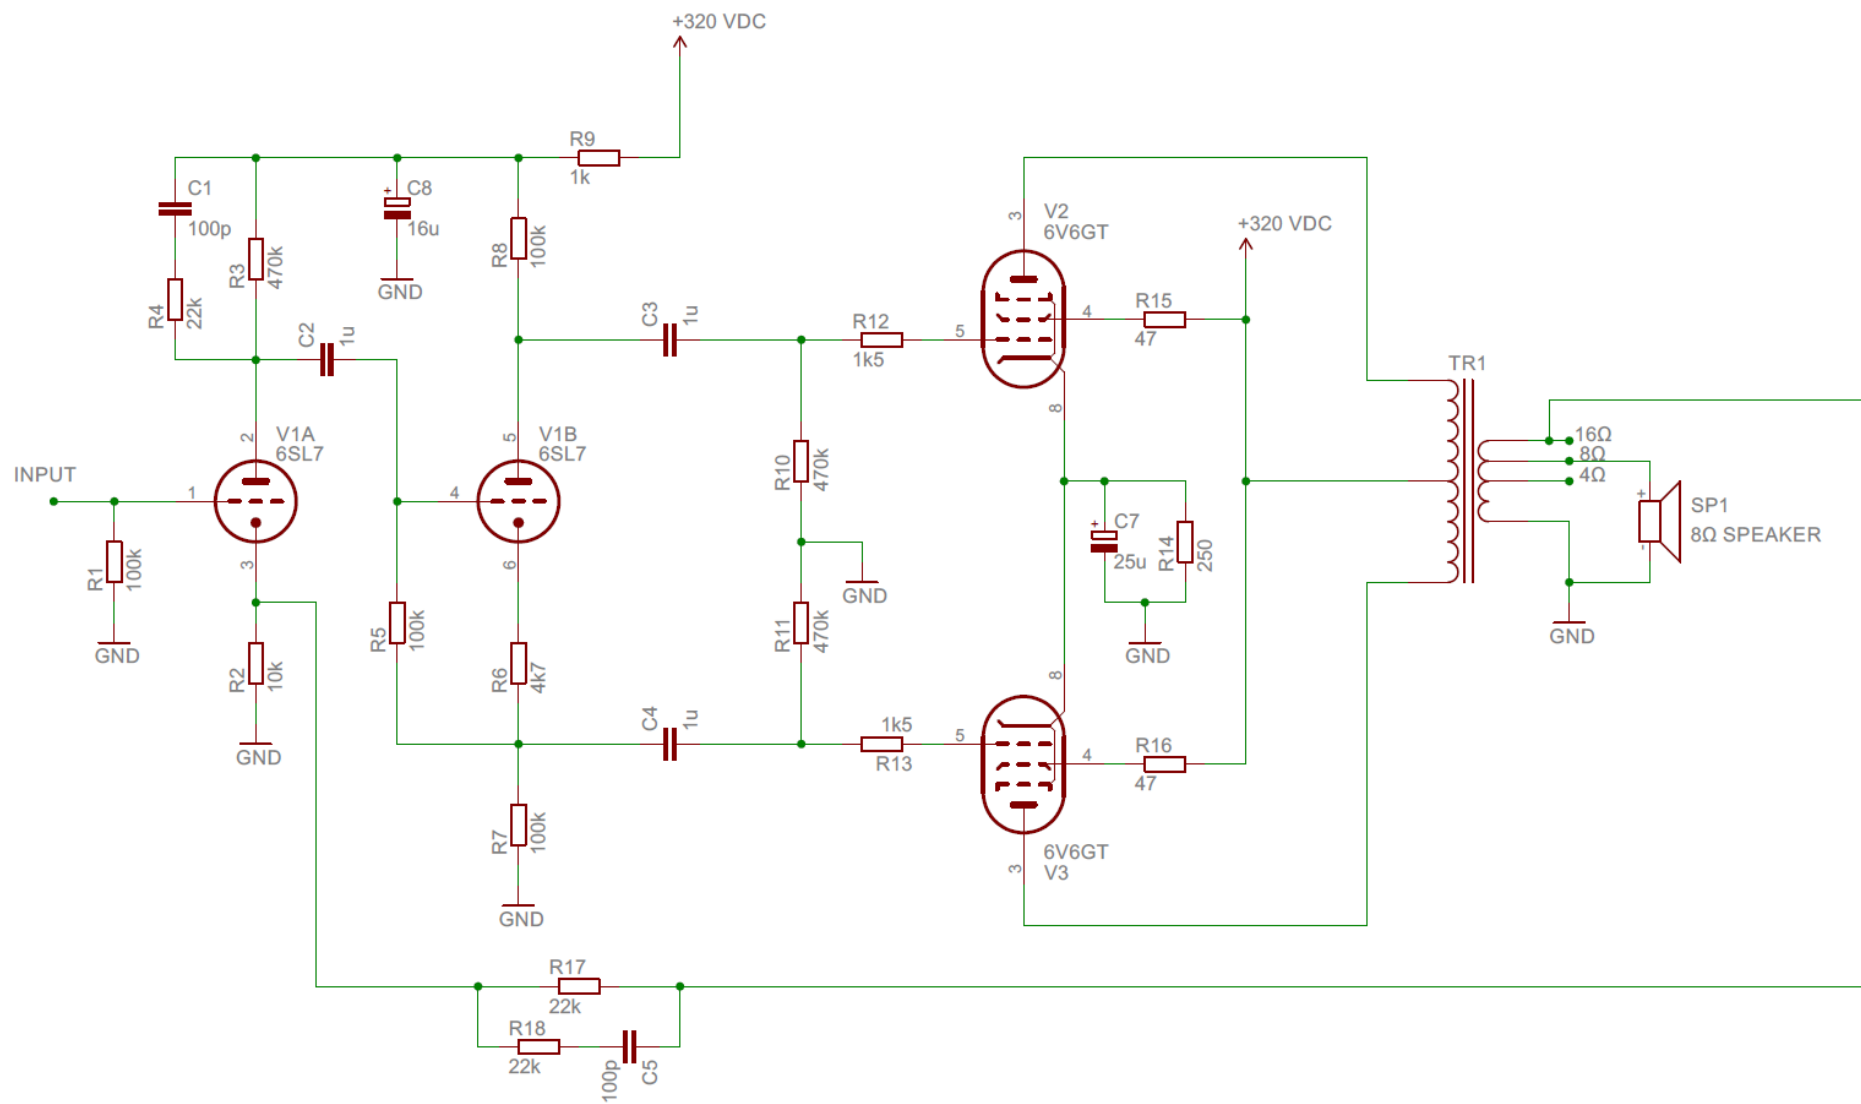 +320 VDC
R9
1k
C1
100p
C8
16u
GND
R3
470k
R8
100k
R4
22k
C2
1u
C3
1u
R12
1k5
V2
6V6GT
3
5
4
8
R15
47
+320 VDC
TR1
16Ω
8Ω
4Ω
SP1
8Ω SPEAKER
+
-
GND
INPUT
1
2
3
V1A
6SL7
4
5
6
V1B
6SL7
R1
100k
GND
R2
10k
GND
R5
100k
R6
4k7
R7
100k
GND
R10
470k
GND
R11
470k
C4
1u
1k5
R13
+
C7
25u
R14
250
GND
8
5
4
3
R16
47
6V6GT
V3
R17
22k
R18
22k
100p
C5
+